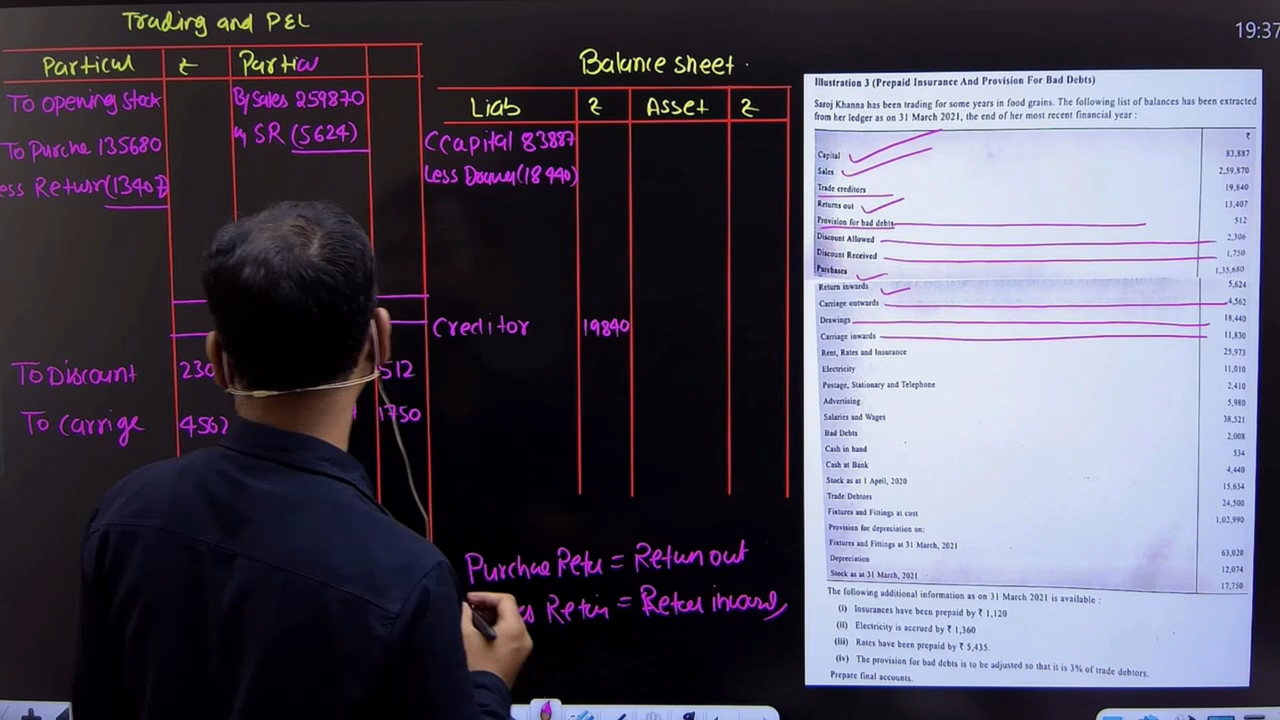 19:37
Trading and P&L
Particul ₹ Particu
To opening stock
By Sales 259870
To Purche 135680
By SR (5624)
ess Return (13407)
To Discount 230
512
To Carrige 4562
1750
Balance sheet
Liab ₹ Asset ₹
Capital 83887
Less (18440)
Creditor 19840
Purchae Retu = Return out
Retun = Retun inward
Illustration 3 (Prepaid Insurance And Provision For Bad Debts)
Saroj Khanna has been trading for some years in food grains. The following list of balances has been extracted
from her ledger as on 31 March 2021, the end of her most recent financial year :
₹
Capital 83,887
Sales 2,59,870
Trade creditors 19,840
Returns out 13,407
Provision for bad debts 512
Discount Allowed 2,306
Discount Received 1,750
Purchases 1,35,680
Return inwards 5,624
Carriage outwards 4,562
Drawings 18,440
Carriage inwards 11,830
Rent, Rates and Insurance 25,973
Electricity 11,010
Postage, Stationary and Telephone 2,410
Advertising 5,980
Salaries and Wages 38,521
Bad Debts 2,008
Cash in hand 534
Cash at Bank 4,440
Stock as at 1 April, 2020 15,654
Trade Debtors 24,500
Fixtures and Fittings at cost 1,02,990
Provision for depreciation on:
Fixtures and Fittings at 31 March, 2021 63,020
Depreciation 12,074
Stock as at 31 March, 2021 17,750
The following additional information as on 31 March 2021 is available :
(i) Insurances have been prepaid by ₹ 1,120
(ii) Electricity is accrued by ₹ 1,360
(iii) Rates have been prepaid by ₹ 5,435.
(iv) The provision for bad debts is to be adjusted so that it is 3% of trade debtors.
Prepare final accounts.